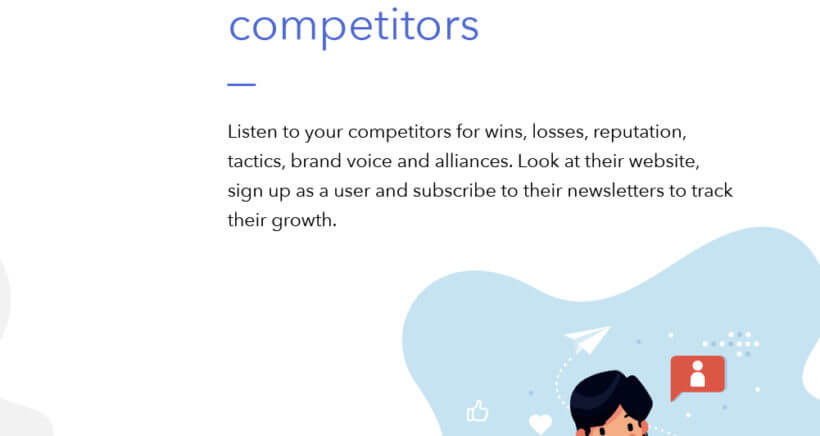 competitors
Listen to your competitors for wins, losses, reputation,
tactics, brand voice and alliances. Look at their website,
sign up as a user and subscribe to their newsletters to track
their growth.